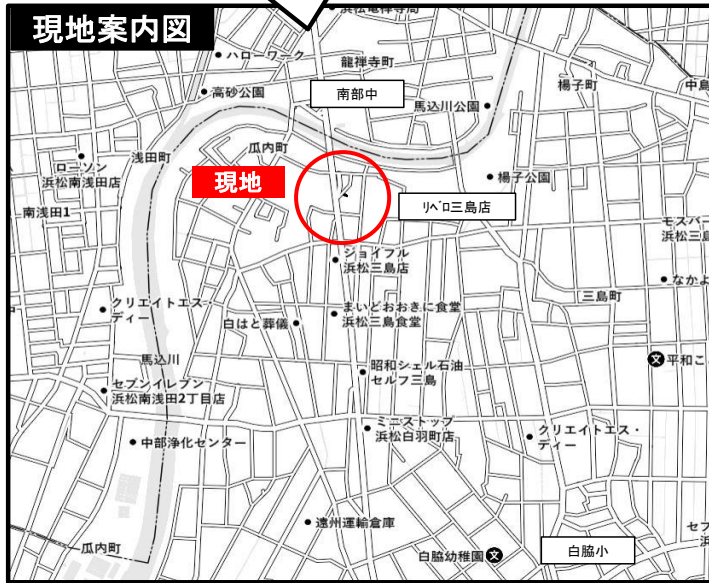 現地案内図
浜松竜禅寺局
ハローワーク
龍禅寺町
高砂公園
南部中
馬込川公園
楊子町
中島
瓜内町
浅田町
ローソン
浜松南浅田店
現地
楊子公園
南浅田1
リベロ三島店
モスバー
浜松三島
ジョイフル
浜松三島店
なかよ
三島町
クリエイトエス・
ディー
まいどおおきに食堂
浜松三島食堂
白はと葬儀
馬込川
昭和シェル石油
セルフ三島
平和こ
セブンイレブン
浜松南浅田2丁目店
ミニストップ
浜松白羽町店
クリエイトエス・
ディー
中部浄化センター
遠州運輸倉庫
セブ
浜
瓜内町
白脇幼稚園
白脇小